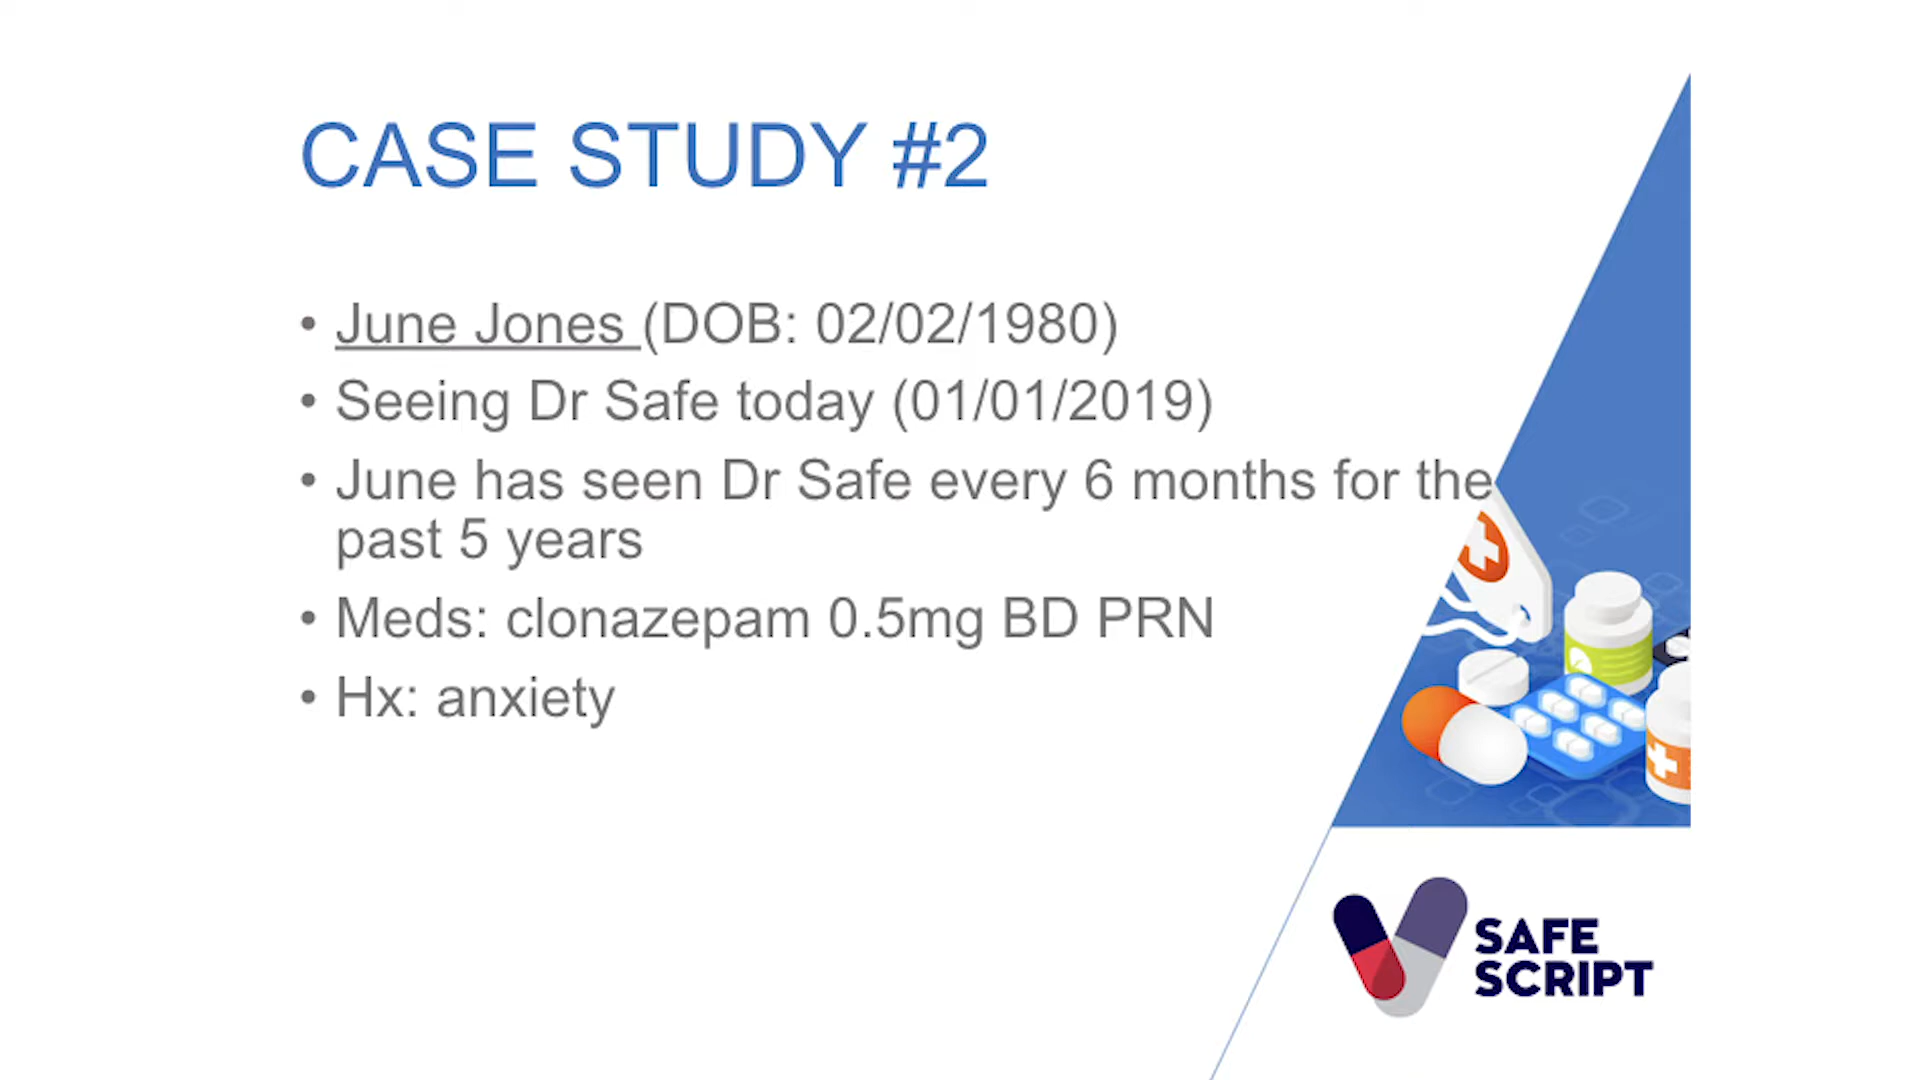 CASE STUDY #2
• June Jones (DOB: 02/02/1980)
• Seeing Dr Safe today (01/01/2019)
• June has seen Dr Safe every 6 months for the
past 5 years
• Meds: clonazepam 0.5mg BD PRN
• Hx: anxiety
SAFE
SCRIPT